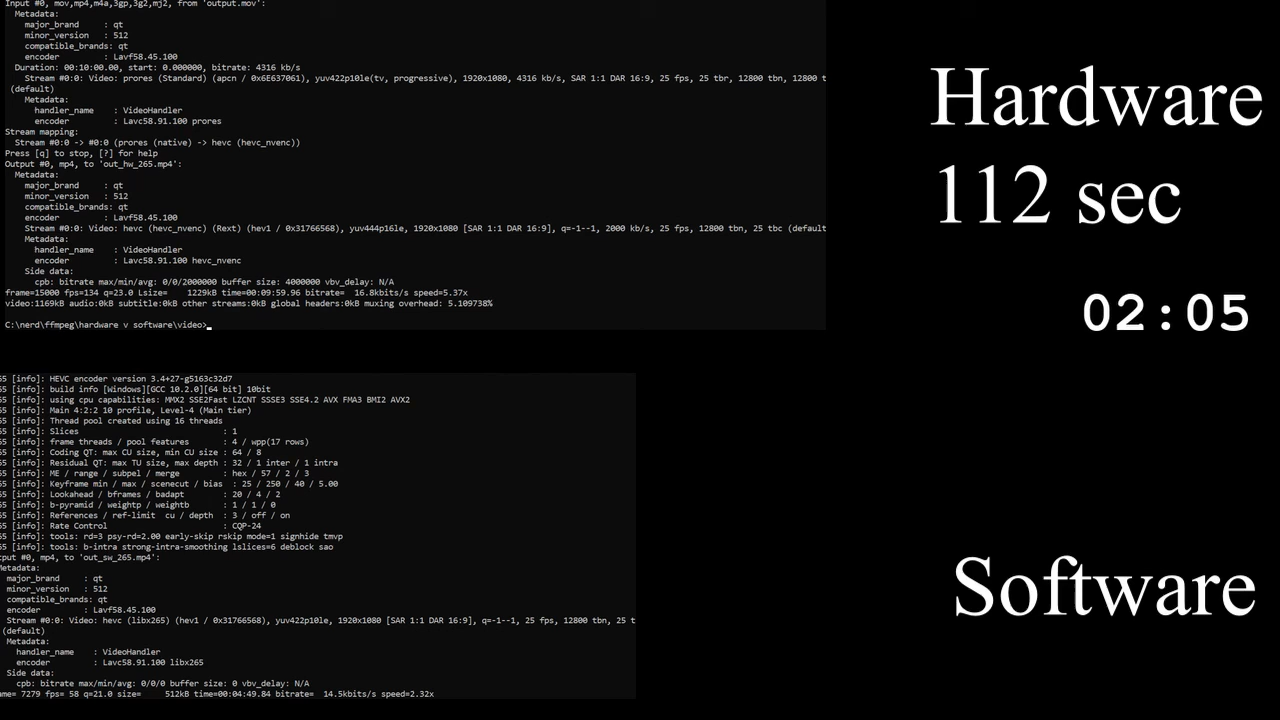 Input #0, mov,mp4,m4a,3gp,3g2,mj2, from 'output.mov':
Metadata:
major_brand : qt
minor_version : 512
compatible_brands: qt
encoder : Lavf58.45.100
Duration: 00:10:00.00, start: 0.000000, bitrate: 4316 kb/s
Stream #0:0: Video: prores (Standard) (apcn / 0x6E637061), yuv422p10le(tv, progressive), 1920x1080, 4316 kb/s, SAR 1:1 DAR 16:9, 25 fps, 25 tbr, 12800 tbn, 12800 t
(default)
Metadata:
handler_name : VideoHandler
encoder : Lavc58.91.100 prores
Stream mapping:
Stream #0:0 -> #0:0 (prores (native) -> hevc (hevc_nvenc))
Press [q] to stop, [?] for help
Output #0, mp4, to 'out_hw_265.mp4':
Metadata:
major_brand : qt
minor_version : 512
compatible_brands: qt
encoder : Lavf58.45.100
Stream #0:0: Video: hevc (hevc_nvenc) (Rext) (hev1 / 0x31766568), yuv444p16le, 1920x1080 [SAR 1:1 DAR 16:9], q=-1--1, 2000 kb/s, 25 fps, 12800 tbn, 25 tbc (default
Metadata:
handler_name : VideoHandler
encoder : Lavc58.91.100 hevc_nvenc
Side data:
cpb: bitrate max/min/avg: 0/0/2000000 buffer size: 4000000 vbv_delay: N/A
frame=15000 fps=134 q=23.0 Lsize= 1229kB time=00:09:59.96 bitrate= 16.8kbits/s speed=5.37x
video:1169kB audio:0kB subtitle:0kB other streams:0kB global headers:0kB muxing overhead: 5.109738%
C:\nerd\ffmpeg\hardware v software\video>
Hardware
112 sec
02:05
65 [info]: HEVC encoder version 3.4+27-g5163c32d7
65 [info]: build info [Windows][GCC 10.2.0][64 bit] 10bit
65 [info]: using cpu capabilities: MMX2 SSE2Fast LZCNT SSSE3 SSE4.2 AVX FMA3 BMI2 AVX2
65 [info]: Main 4:2:2 10 profile, Level-4 (Main tier)
65 [info]: Thread pool created using 16 threads
65 [info]: Slices : 1
65 [info]: frame threads / pool features : 4 / wpp(17 rows)
65 [info]: Coding QT: max CU size, min CU size : 64 / 8
65 [info]: Residual QT: max TU size, max depth : 32 / 1 inter / 1 intra
65 [info]: ME / range / subpel / merge : hex / 57 / 2 / 3
65 [info]: Keyframe min / max / scenecut / bias : 25 / 250 / 40 / 5.00
65 [info]: Lookahead / bframes / badapt : 20 / 4 / 2
65 [info]: b-pyramid / weightp / weightb : 1 / 1 / 0
65 [info]: References / ref-limit cu / depth : 3 / off / on
65 [info]: Rate Control : CQP-24
65 [info]: tools: rd=3 psy-rd=2.00 early-skip rskip mode=1 signhide tmvp
65 [info]: tools: b-intra strong-intra-smoothing lslices=6 deblock sao
tput #0, mp4, to 'out_sw_265.mp4':
Metadata:
major_brand : qt
minor_version : 512
compatible_brands: qt
encoder : Lavf58.45.100
Stream #0:0: Video: hevc (libx265) (hev1 / 0x31766568), yuv422p10le, 1920x1080 [SAR 1:1 DAR 16:9], q=-1--1, 25 fps, 12800 tbn, 25 t
(default)
Metadata:
handler_name : VideoHandler
encoder : Lavc58.91.100 libx265
Side data:
cpb: bitrate max/min/avg: 0/0/0 buffer size: 0 vbv_delay: N/A
ame= 7279 fps= 58 q=21.0 size= 512kB time=00:04:49.84 bitrate= 14.5kbits/s speed=2.32x
Software